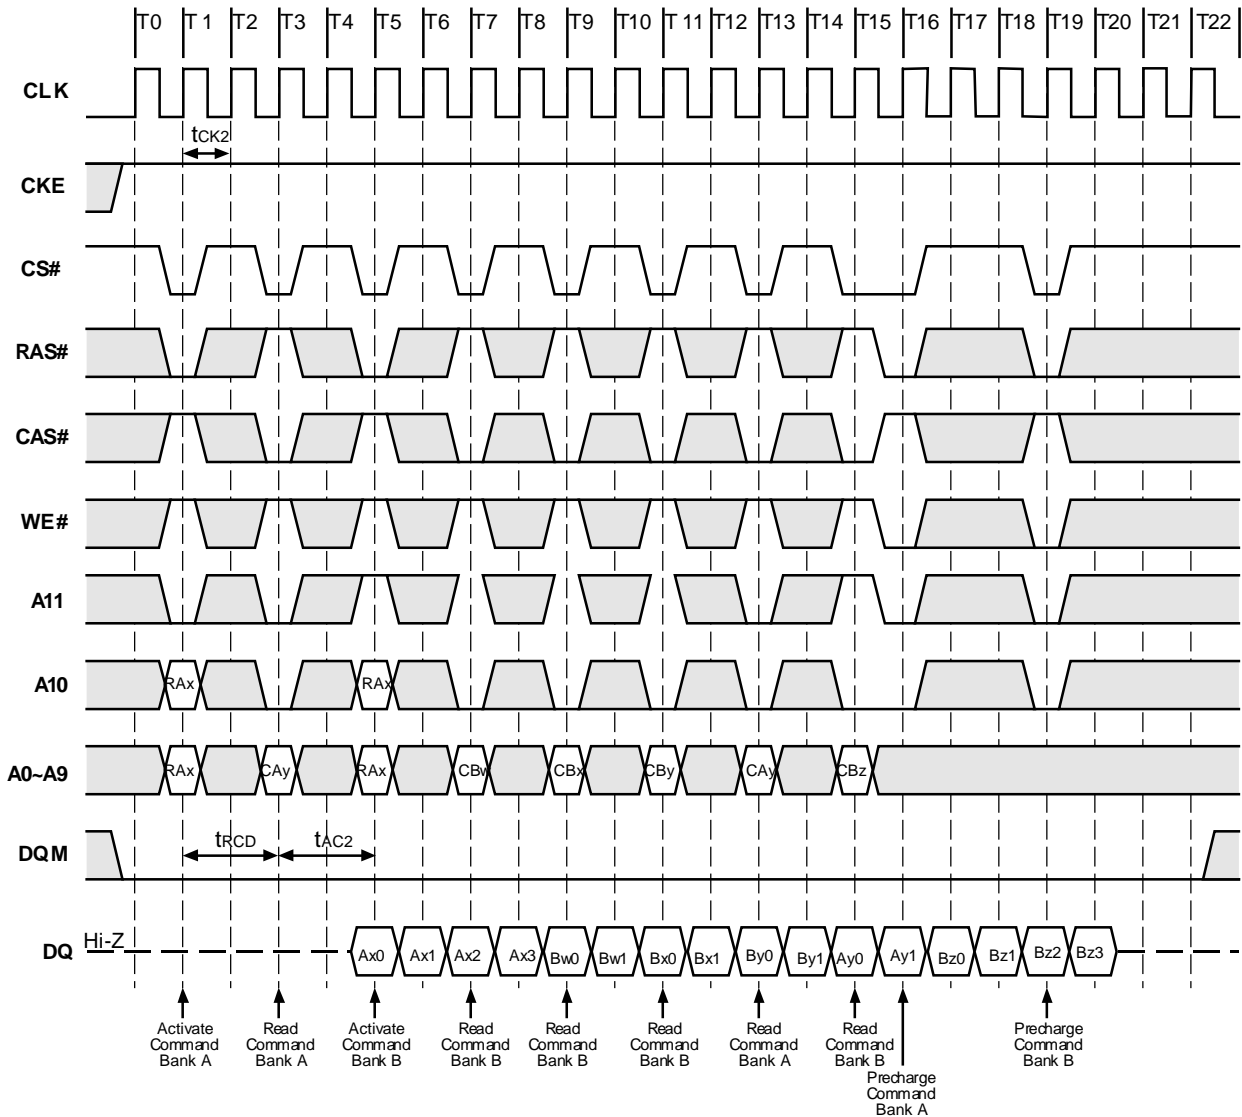 T0 T1 T2 T3 T4 T5 T6 T7 T8 T9 T10 T11 T12 T13 T14 T15 T16 T17 T18 T19 T20 T21 T22
CLK
tCK2
CKE
CS#
RAS#
CAS#
WE#
A11
A10 RAx RAx
A0~A9 RAx CAy RAx CBw CBx CBy CAy CBz
DQM tRCD tAC2
DQ Hi-Z Ax0 Ax1 Ax2 Ax3 Bw0 Bw1 Bx0 Bx1 By0 By1 Ay0 Ay1 Bz0 Bz1 Bz2 Bz3
Activate
Command
Bank A
Read
Command
Bank A
Activate
Command
Bank B
Read
Command
Bank B
Read
Command
Bank B
Read
Command
Bank B
Read
Command
Bank A
Read
Command
Bank B
Precharge
Command
Bank A
Precharge
Command
Bank B